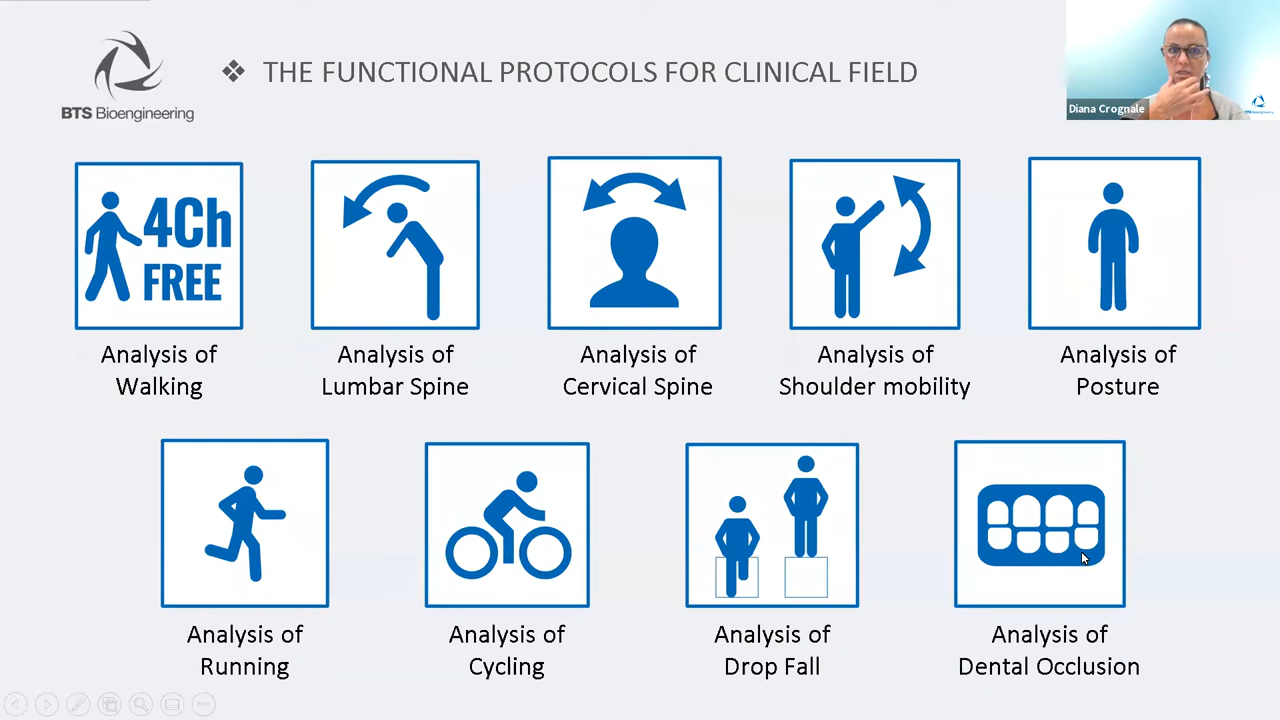 THE FUNCTIONAL PROTOCOLS FOR CLINICAL FIELD
BTS Bioengineering
Diana Crognale
BTS Bioengineering
4Ch
FREE
Analysis of
Walking
Analysis of
Lumbar Spine
Analysis of
Cervical Spine
Analysis of
Shoulder mobility
Analysis of
Posture
Analysis of
Running
Analysis of
Cycling
Analysis of
Drop Fall
Analysis of
Dental Occlusion